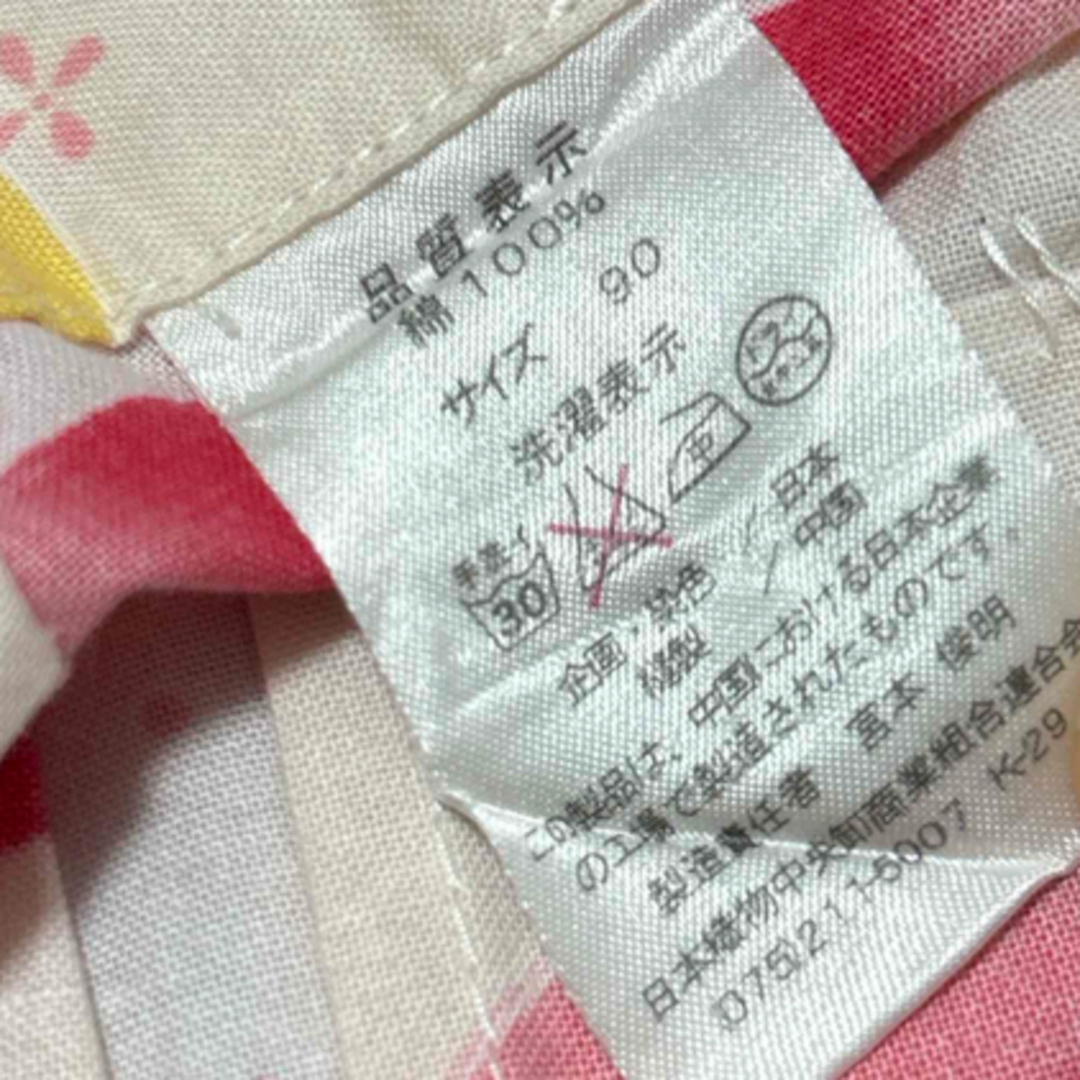 品質表示
綿100%
サイズ 90
洗濯表示
手洗イ
30
中
ドライ
企画・染色 日本
縫製 中国
この製品は、中国における日本企業
の工場で製造されたものです。
製造責任者 宮本 俊明
日本織物中央卸商業組合連合会
075)211-5007 K-29